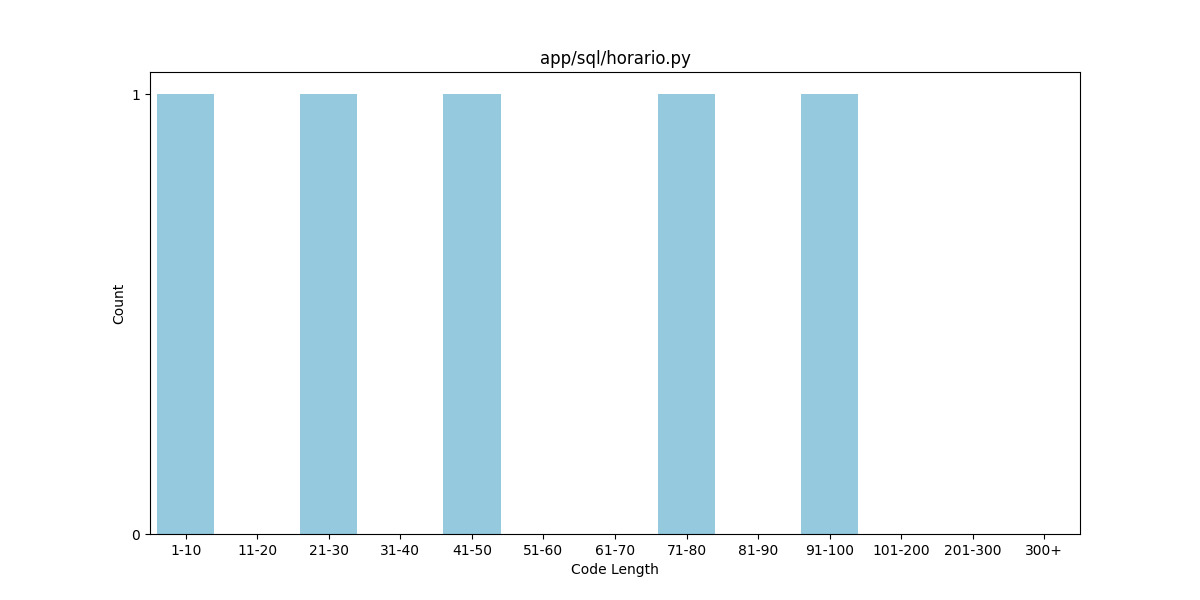 app/sql/horario.py
1
0
Count
1-10 11-20 21-30 31-40 41-50 51-60 61-70 71-80 81-90 91-100 101-200 201-300 300+
Code Length